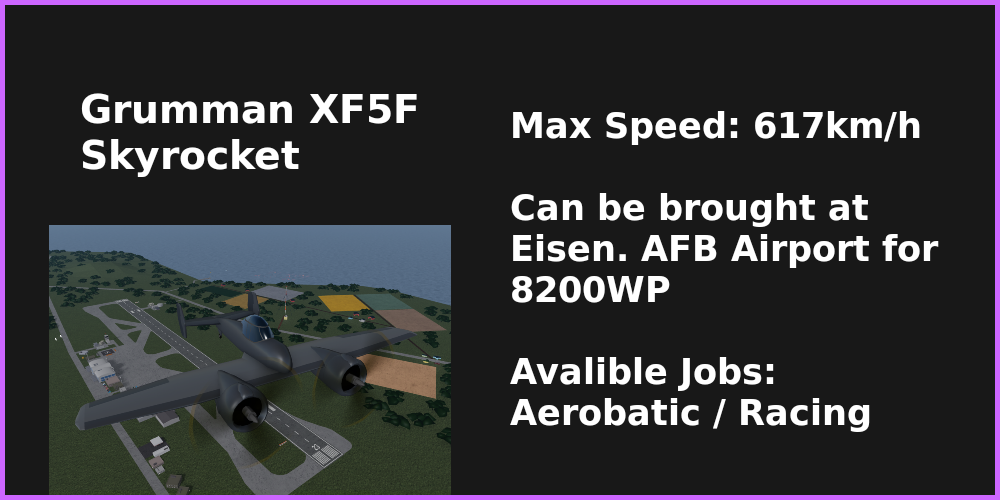 Grumman XF5F
Skyrocket
Max Speed: 617km/h
Can be brought at
Eisen. AFB Airport for
8200WP
Avalible Jobs:
Aerobatic / Racing